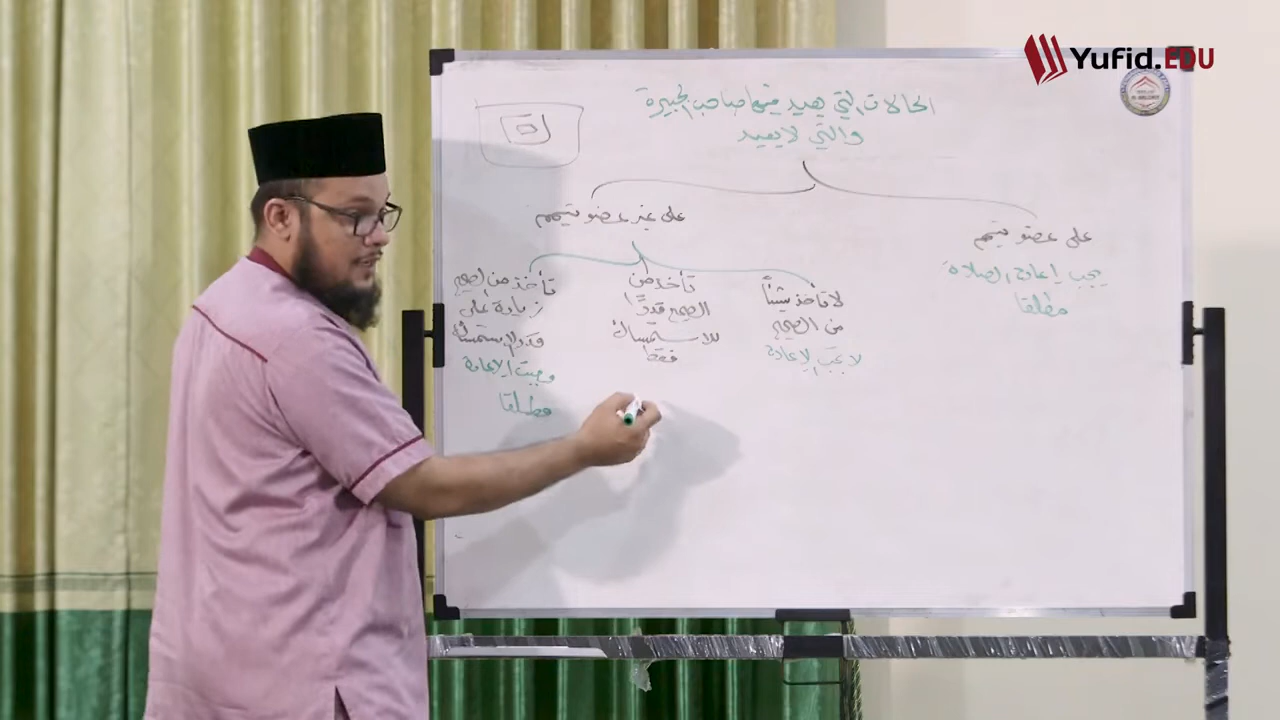 Yufid.EDU
الحالات التي يعيد فيها صاحب الجبيرة
والتي لا يعيد
على عضو تيمم
يجب إعادة الصلاة
مطلقا
على غير عضو تيمم
لا تأخذ شيئاً
من الصحيح
لا تجب الإعادة
تأخذ من
الصحيح قدرًا
للاستمساك
فقط
تأخذ من الصحيح
زيادة على
قدر الاستمساك
وجبت الإعادة
مطلقا